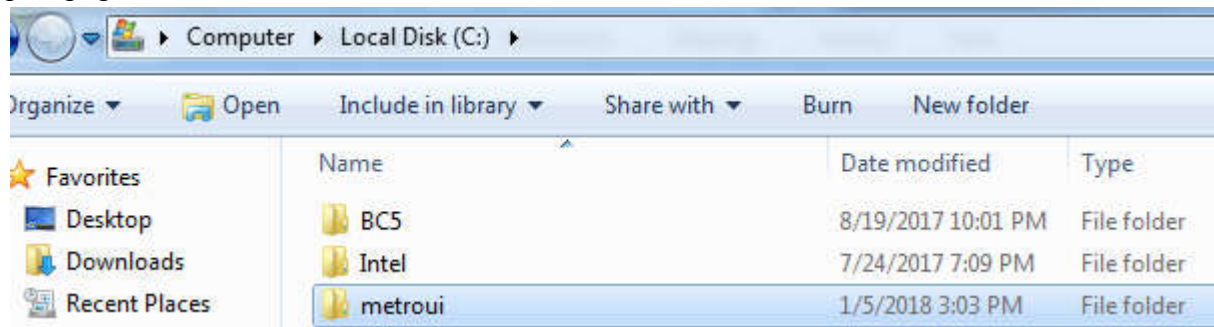 Computer Local Disk (C:)
Organize Open Include in library Share with Burn New folder
Name Date modified Type
Favorites
Desktop BC5 8/19/2017 10:01 PM File folder
Downloads Intel 7/24/2017 7:09 PM File folder
Recent Places metroui 1/5/2018 3:03 PM File folder